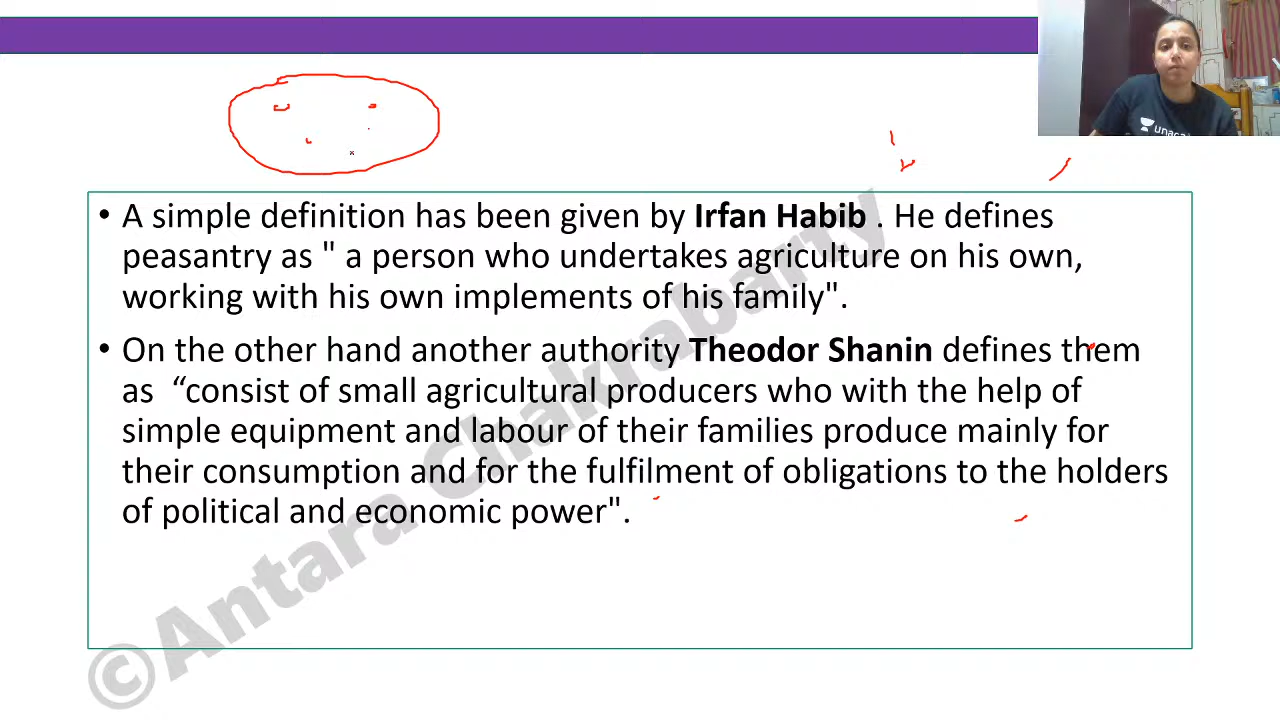 • A simple definition has been given by Irfan Habib . He defines
peasantry as " a person who undertakes agriculture on his own,
working with his own implements of his family".
• On the other hand another authority Theodor Shanin defines them
as “consist of small agricultural producers who with the help of
simple equipment and labour of their families produce mainly for
their consumption and for the fulfilment of obligations to the holders
of political and economic power".
©Antara Chakrabarty